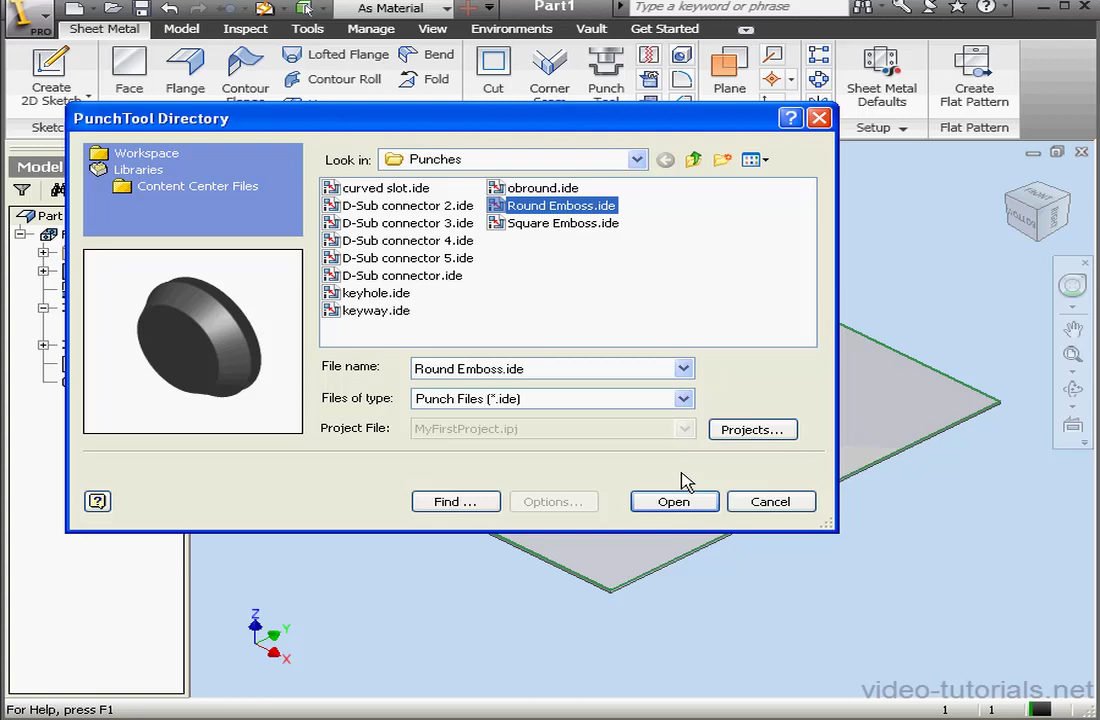 As Material
Part1
Type a keyword or phrase
PRO
Sheet Metal
Model
Inspect
Tools
Manage
View
Environments
Vault
Get Started
Create
2D Sketch
Face
Flange
Contour
Lofted Flange
Contour Roll
Bend
Fold
Cut
Corner
Punch
Plane
Sheet Metal
Defaults
Create
Flat Pattern
Setup
Flat Pattern
PunchTool Directory
Model
Part
Workspace
Libraries
Content Center Files
Look in:
Punches
curved slot.ide
D-Sub connector 2.ide
D-Sub connector 3.ide
D-Sub connector 4.ide
D-Sub connector 5.ide
D-Sub connector.ide
keyhole.ide
keyway.ide
obround.ide
Round Emboss.ide
Square Emboss.ide
File name:
Round Emboss.ide
Files of type:
Punch Files (*.ide)
Project File:
MyFirstProject.ipj
Projects...
Find ...
Options...
Open
Cancel
Z
Y
X
video-tutorials.net
For Help, press F1
1
1